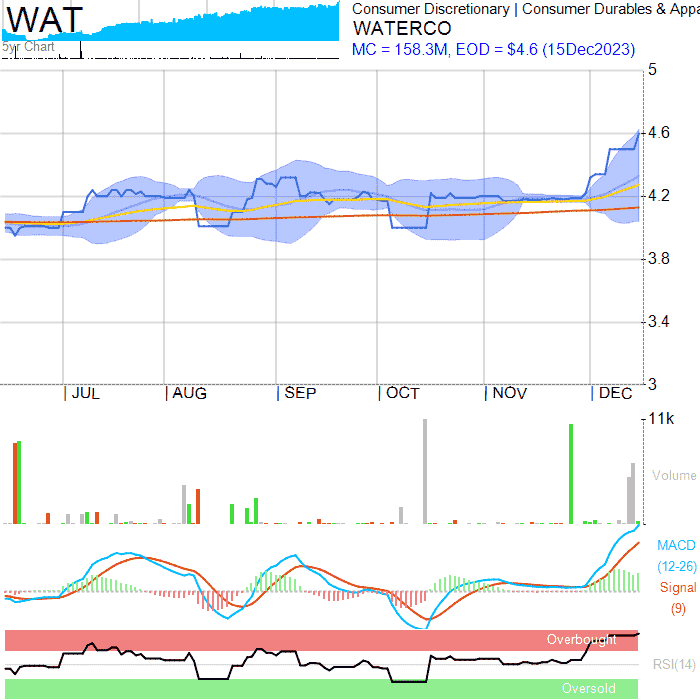 WAT
5yr Chart
Consumer Discretionary | Consumer Durables & Appa
WATERCO
MC = 158.3M, EOD = $4.6 (15Dec2023)
5
4.6
4.2
3.8
3.4
3
| JUL | AUG | SEP | OCT | NOV | DEC
11k
Volume
MACD
(12-26)
Signal
(9)
Overbought
RSI(14)
Oversold